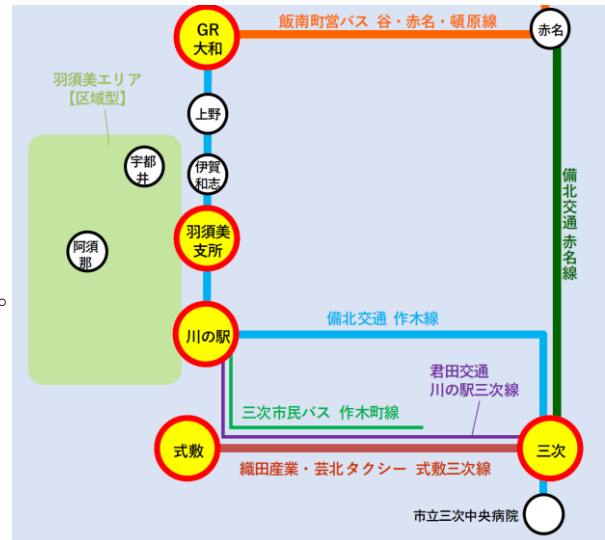 飯南町営バス 谷・赤名・頓原線
GR
大和
赤名
羽須美エリア
【区域型】
上野
宇都
井
伊賀
和志
阿須
那
羽須美
支所
備北交通 赤名線
。
川の駅
備北交通 作木線
君田交通
川の駅三次線
三次市民バス 作木町線
式敷
三次
織田産業・芸北タクシー 式敷三次線
市立三次中央病院